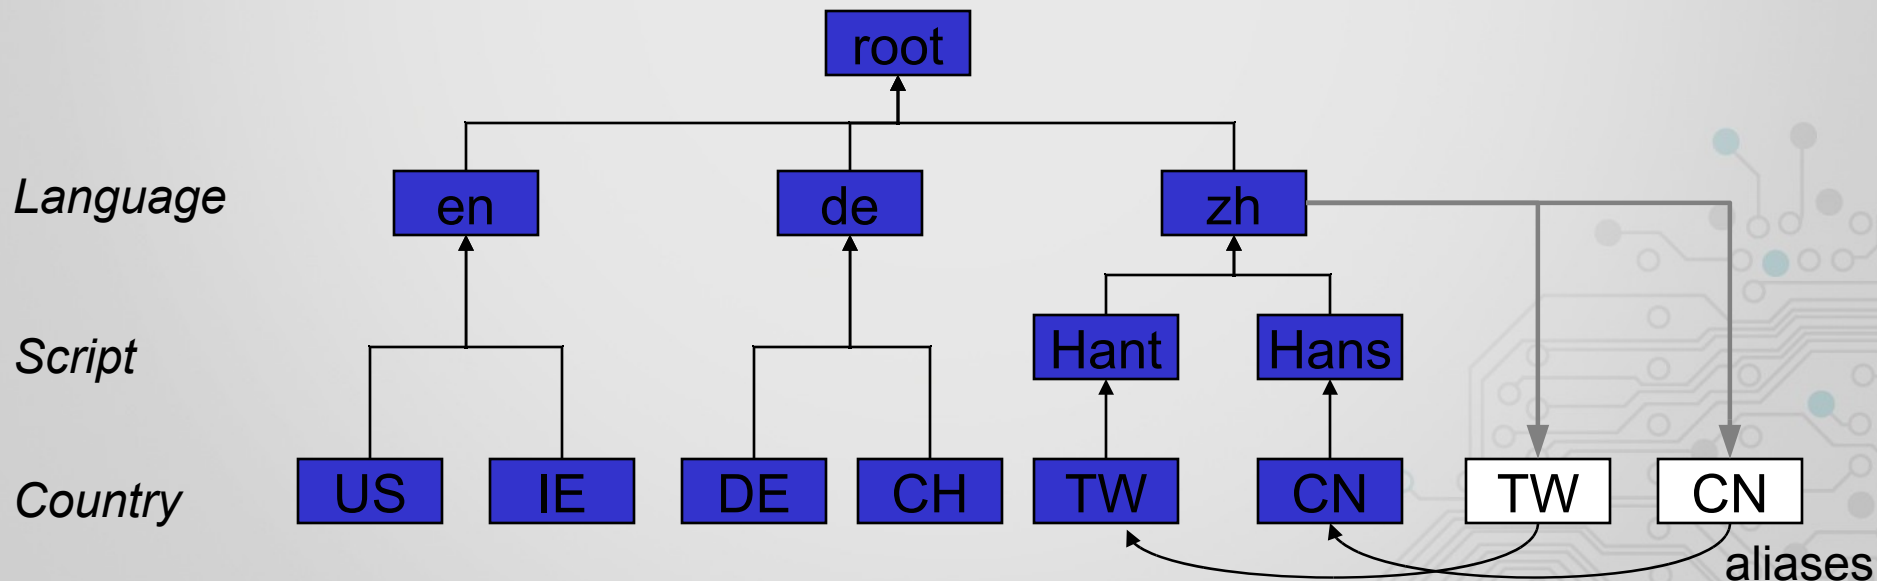 root
Language en de zh
Script Hant Hans
Country US IE DE CH TW CN TW CN
aliases